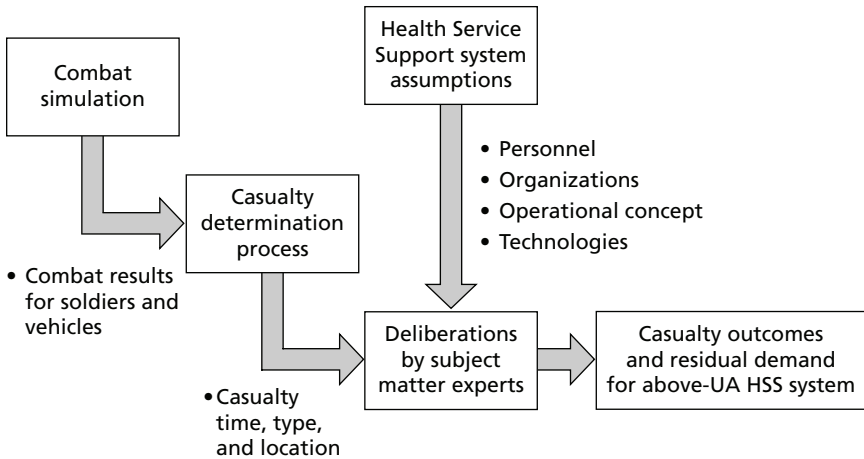 Health Service
Support system
assumptions
Combat
simulation
• Personnel
• Organizations
• Operational concept
• Technologies
Casualty
determination
process
• Combat results
for soldiers and
vehicles
Deliberations
by subject
matter experts
Casualty outcomes
and residual demand
for above-UA HSS system
• Casualty
time, type,
and location